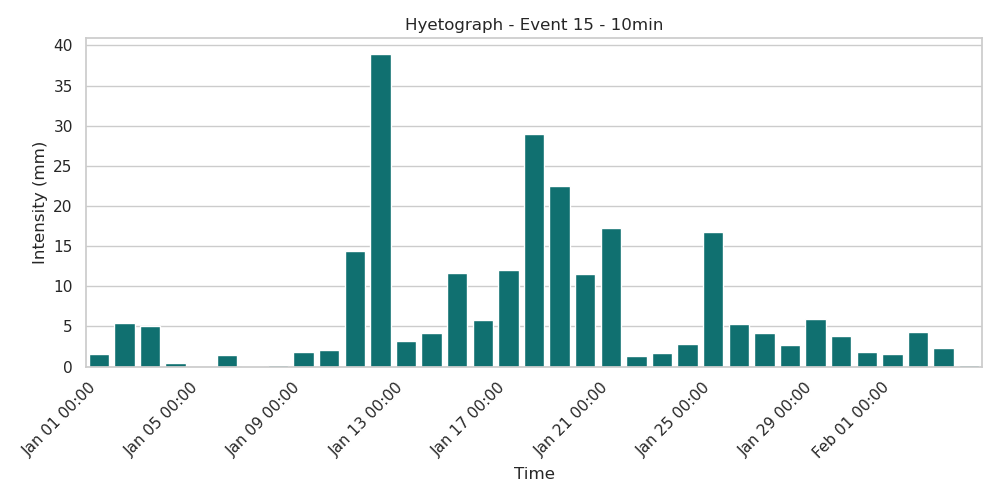 Hyetograph - Event 15 - 10min
Intensity (mm)
40
35
30
25
20
15
10
5
0
Jan 01 00:00
Jan 05 00:00
Jan 09 00:00
Jan 13 00:00
Jan 17 00:00
Jan 21 00:00
Jan 25 00:00
Jan 29 00:00
Feb 01 00:00
Time